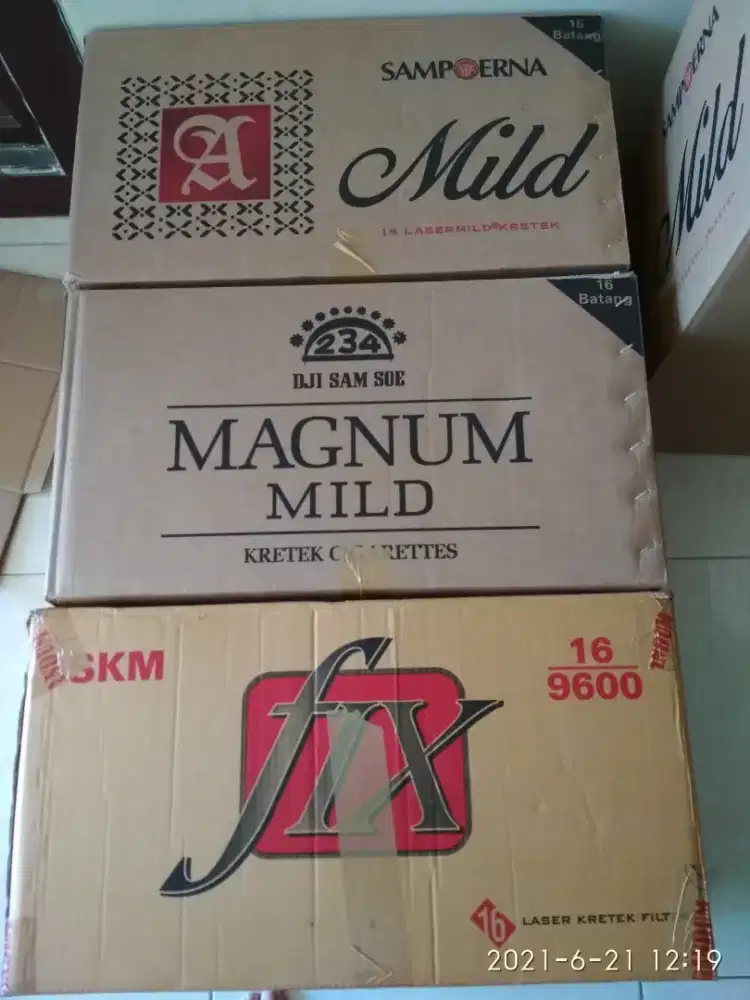 16
Batang
SAMPOERNA
A
Mild
16 LASERMILD KRETEK
SAMPOERNA
Mild
16
Batang
234
DJI SAM SOE
MAGNUM
MILD
KRETEK CIGARETTES
SKM
16
9600
fix
16 LASER KRETEK FILT
2021-6-21 12:19